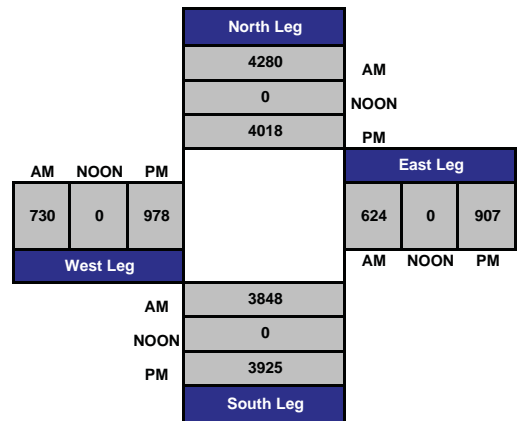 North Leg
4280
AM
0
NOON
4018
PM
AM NOON PM
East Leg
730 0 978
624 0 907
West Leg
AM NOON PM
AM
3848
NOON
0
PM
3925
South Leg